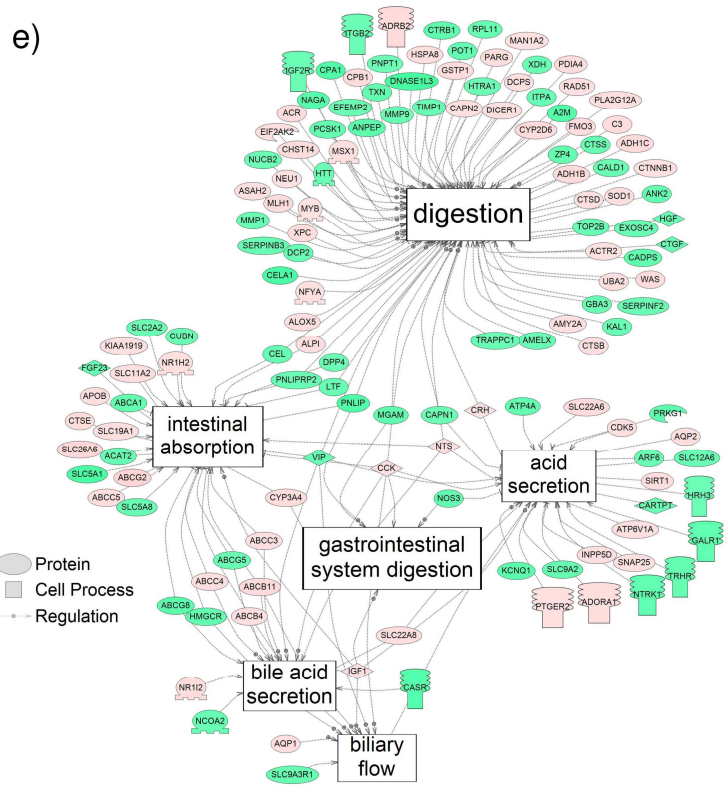 e)
ITGB2
ADRB2
CTRB1
RPL11
MAN1A2
IGF2R
CPA1
PNPT1
HSPA8
POT1
PARG
XDH
PDIA4
CPB1
DNASE1L3
GSTP1
DCPS
RAD51
NAGA
TXN
HTRA1
ITPA
PLA2G12A
ACR
EFEMP2
MMP9
TIMP1
CAPN2
DICER1
A2M
C3
EIF2AK2
PCSK1
ANPEP
CYP2D6
FMO3
ADH1C
CHST14
MSX1
ZP4
CTSS
NUCB2
HTT
ADH1B
CALD1
CTNNB1
NEU1
CTSD
SOD1
ANK2
ASAH2
MLH1
MYB
digestion
TOP2B
EXOSC4
HGF
MMP1
XPC
CTGF
SERPINB3
DCP2
ACTR2
CADPS
CELA1
UBA2
WAS
NFYA
GBA3
SERPINF2
ALOX5
AMY2A
KAL1
SLC2A2
CUDN
ALPI
TRAPPC1
AMELX
CTSB
KIAA1919
NR1H2
CEL
DPP4
FGF23
SLC11A2
PNLIPRP2
LTF
APOB
ABCA1
PNLIP
MGAM
CAPN1
CRH
ATP4A
SLC22A6
PRKG1
CTSE
SLC19A1
intestinal
absorption
CDK5
AQP2
SLC26A6
ACAT2
NTS
acid
secretion
ARF6
SLC12A6
SLC5A1
ABCG2
VIP
CCK
SIRT1
HRH3
ABCC5
SLC5A8
CYP3A4
NOS3
CARTPT
ATP6V1A
GALR1
Protein
ABCC3
gastrointestinal
system digestion
INPP5D
SNAP25
Cell Process
ABCG5
KCNQ1
SLC9A2
TRHR
Regulation
ABCC4
ABCB11
PTGER2
ADORA1
NTRK1
ABCG8
HMGCR
ABCB4
SLC22A8
bile acid
secretion
IGF1
NR1I2
CASR
NCOA2
AQP1
biliary
flow
SLC9A3R1